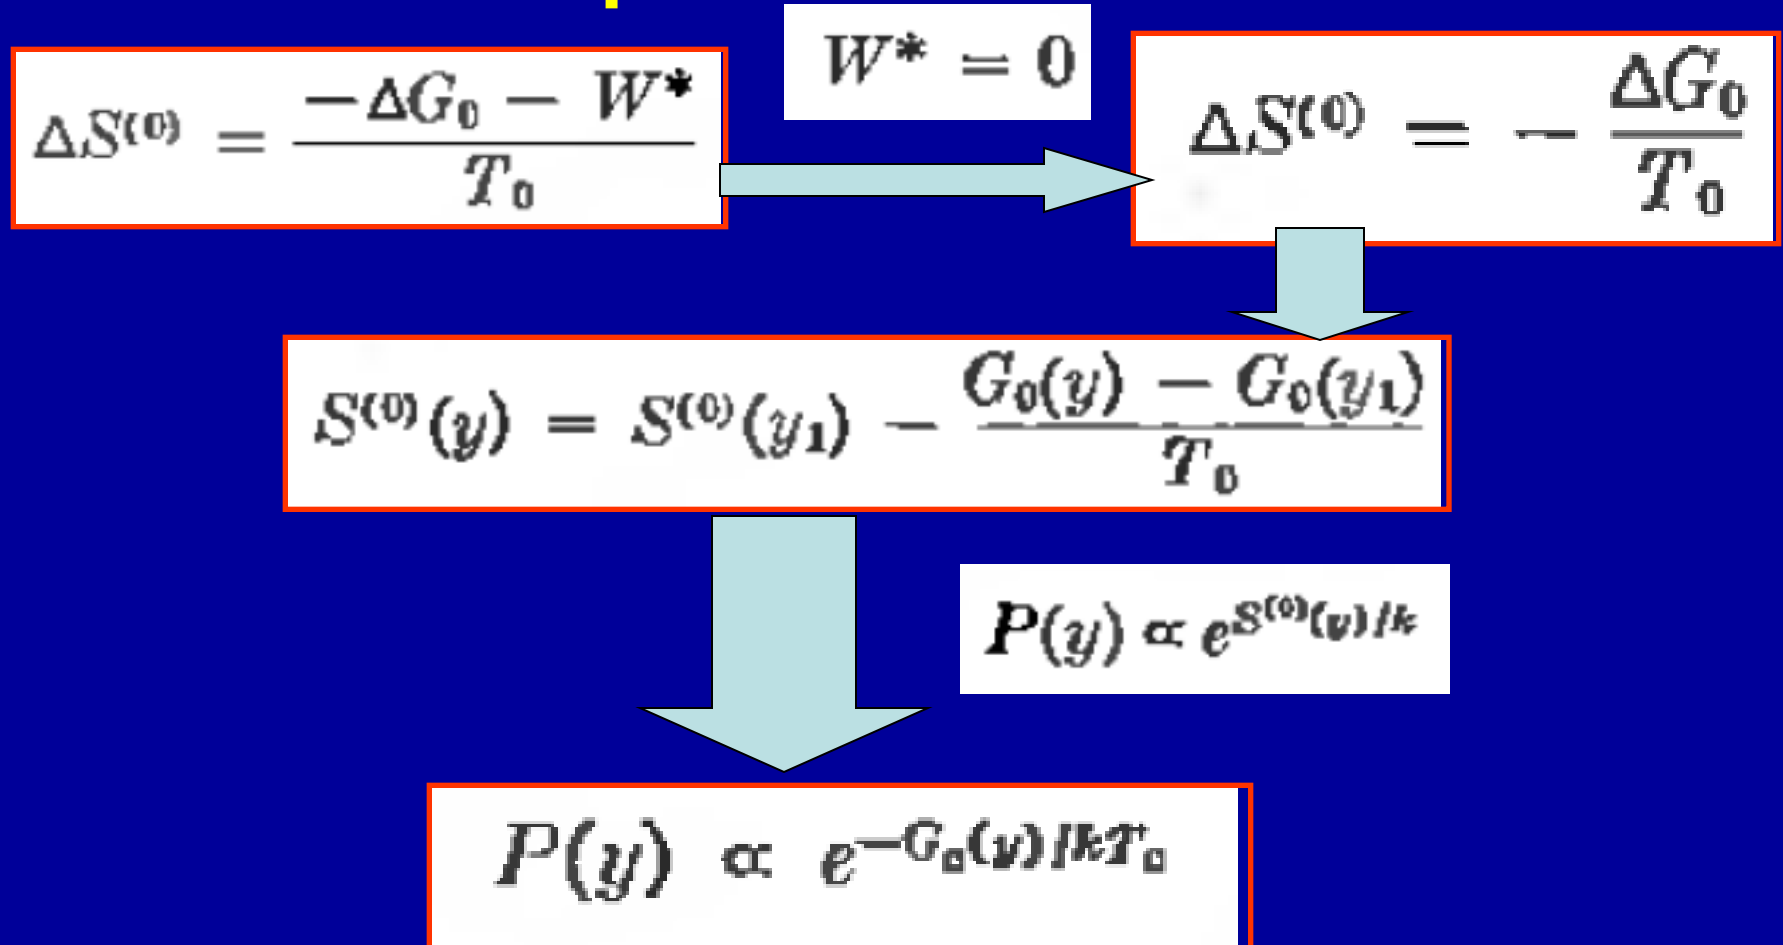 W* = 0
ΔS⁽⁰⁾ = (−ΔG₀ − W*) / T₀
ΔS⁽⁰⁾ = − ΔG₀ / T₀
S⁽⁰⁾(y) = S⁽⁰⁾(y₁) − (G₀(y) − G₀(y₁)) / T₀
P(y) ∝ e^{S⁽⁰⁾(y)/k}
P(y) ∝ e^{−G₀(y)/kT₀}